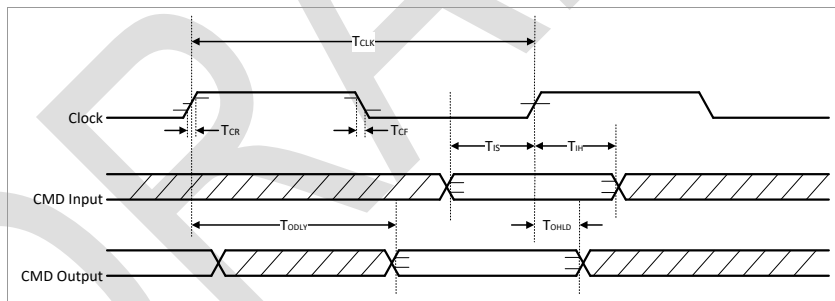 TCLK
Clock
TCR
TCF
TIS
TIH
CMD Input
TODLY
TOHLD
CMD Output